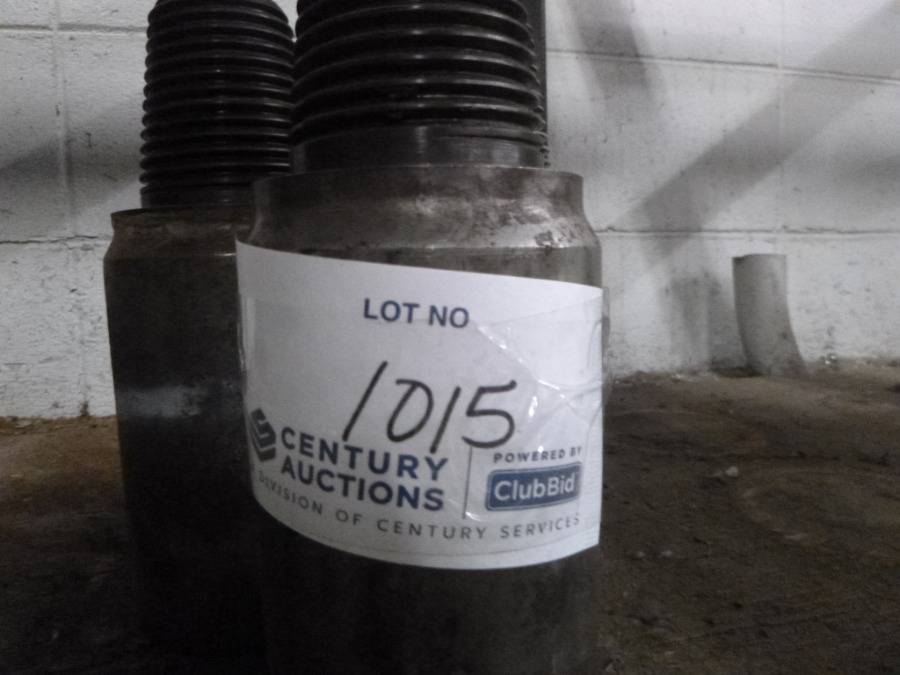 LOT NO
1015
CENTURY
AUCTIONS
POWERED BY
ClubBid
DIVISION OF CENTURY SERVICES